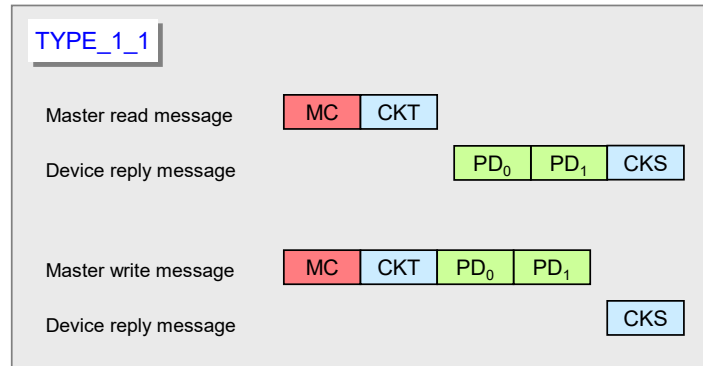 TYPE_1_1
Master read message MC CKT
Device reply message PD₀ PD₁ CKS
Master write message MC CKT PD₀ PD₁
Device reply message CKS